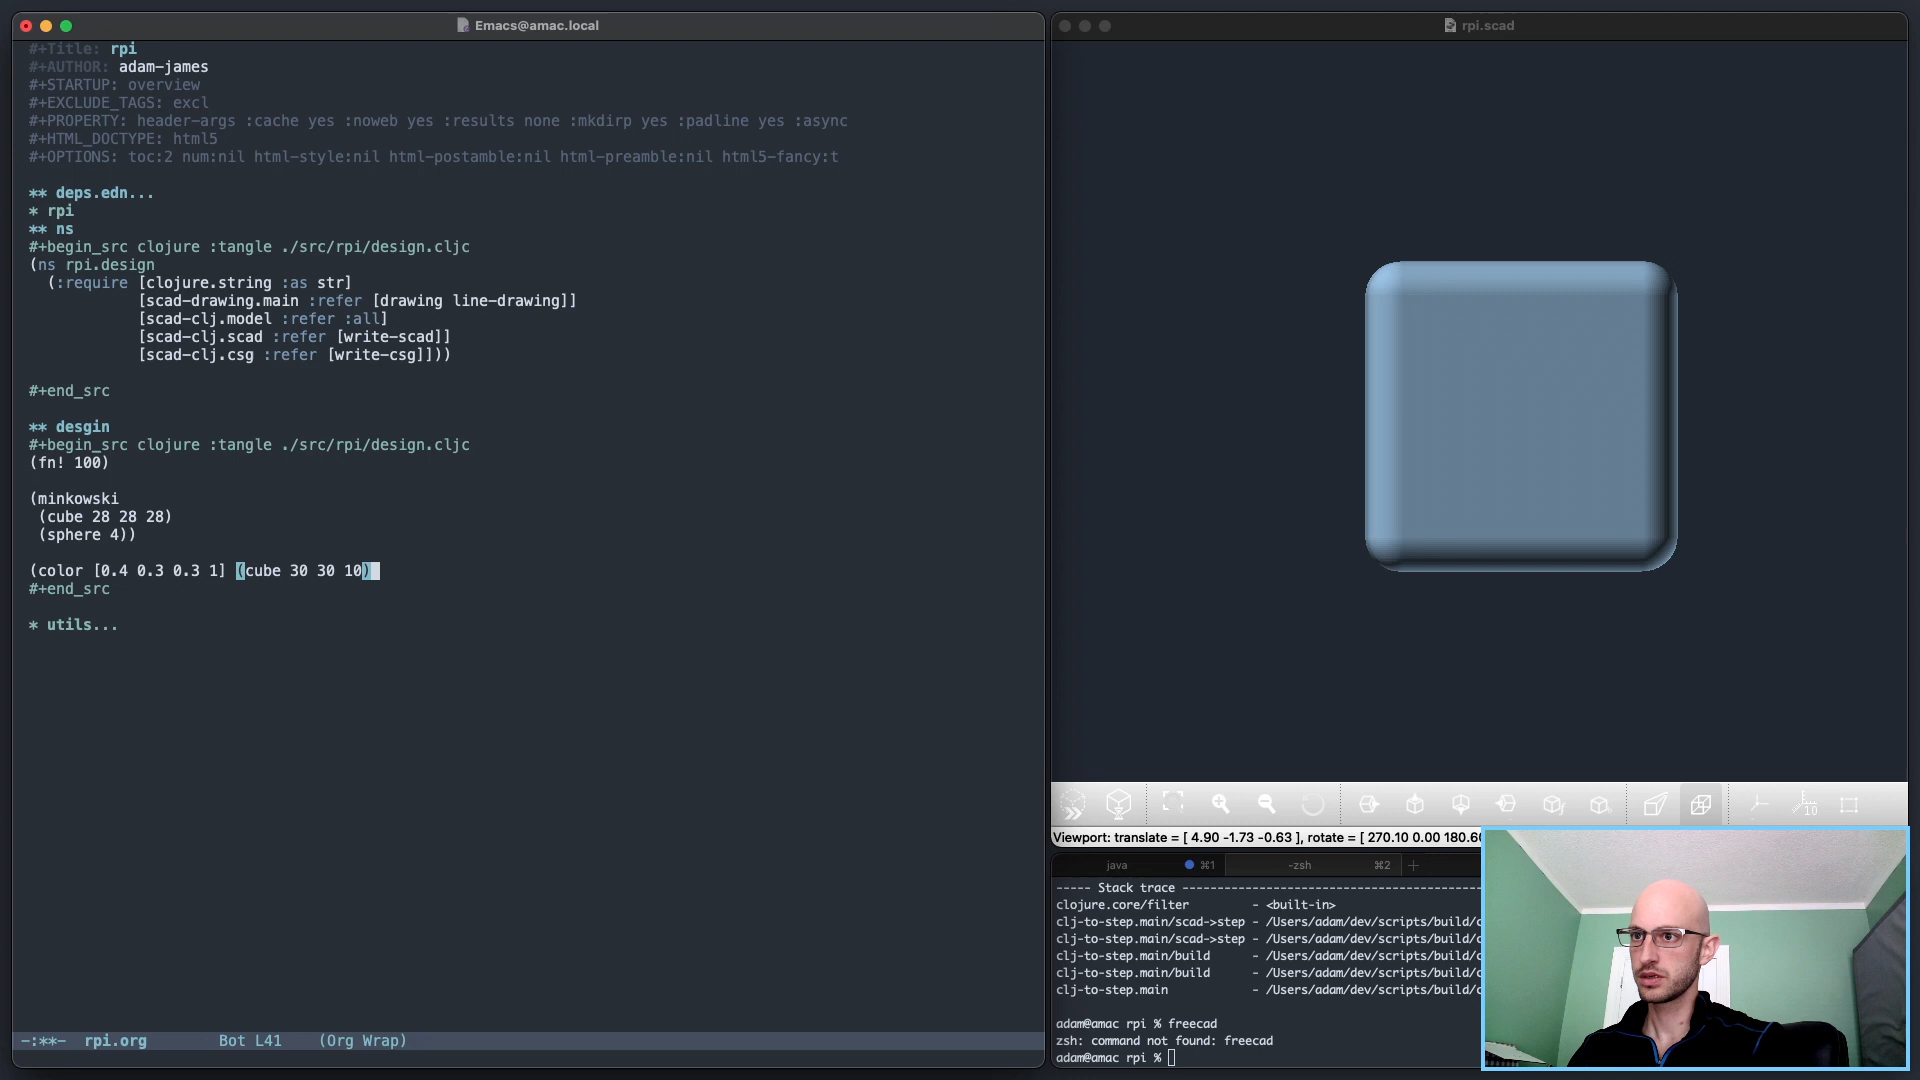 Emacs@amac.local
#+Title: rpi
#+AUTHOR: adam-james
#+STARTUP: overview
#+EXCLUDE_TAGS: excl
#+PROPERTY: header-args :cache yes :noweb yes :results none :mkdirp yes :padline yes :async
#+HTML_DOCTYPE: html5
#+OPTIONS: toc:2 num:nil html-style:nil html-postamble:nil html-preamble:nil html5-fancy:t
** deps.edn...
* rpi
** ns
#+begin_src clojure :tangle ./src/rpi/design.cljc
(ns rpi.design
(:require [clojure.string :as str]
[scad-drawing.main :refer [drawing line-drawing]]
[scad-clj.model :refer :all]
[scad-clj.scad :refer [write-scad]]
[scad-clj.csg :refer [write-csg]]))
#+end_src
** desgin
#+begin_src clojure :tangle ./src/rpi/design.cljc
(fn! 100)
(minkowski
(cube 28 28 28)
(sphere 4))
(color [0.4 0.3 0.3 1] (cube 30 30 10)
#+end_src
* utils...
-:**- rpi.org Bot L41 (Org Wrap)
rpi.scad
10
Viewport: translate = [ 4.90 -1.73 -0.63 ], rotate = [ 270.10 0.00 180.60
java ⌘1 -zsh ⌘2 +
----- Stack trace -----------------------------------
clojure.core/filter - <built-in>
clj-to-step.main/scad->step - /Users/adam/dev/scripts/build/c
clj-to-step.main/scad->step - /Users/adam/dev/scripts/build/c
clj-to-step.main/build - /Users/adam/dev/scripts/build/c
clj-to-step.main/build - /Users/adam/dev/scripts/build/c
clj-to-step.main - /Users/adam/dev/scripts/build/c
adam@amac rpi % freecad
zsh: command not found: freecad
adam@amac rpi %